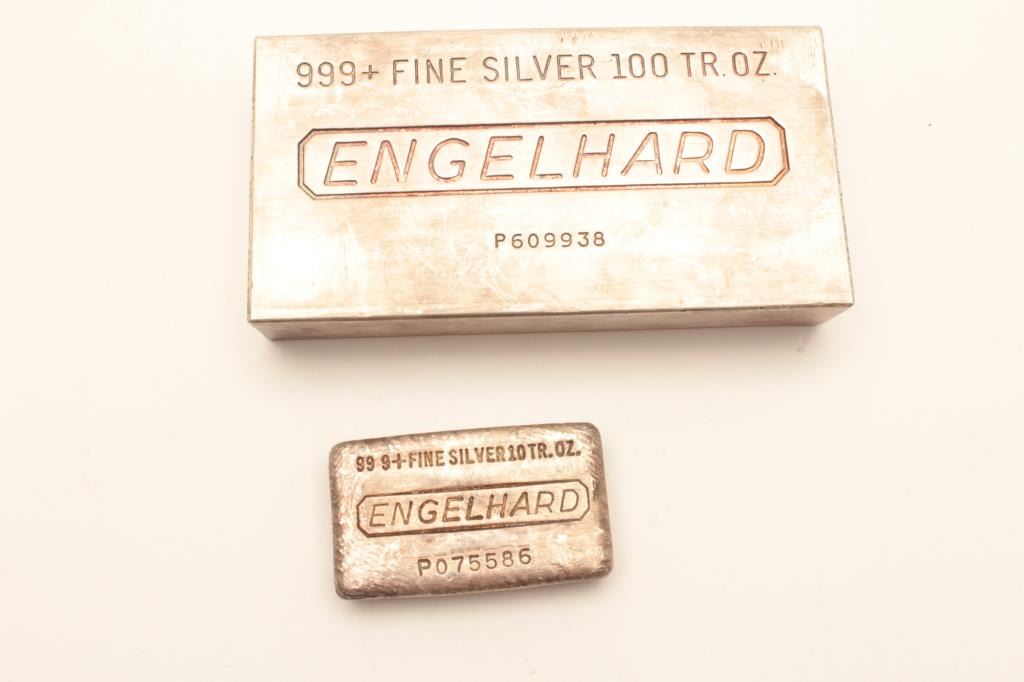 999+ FINE SILVER 100 TR.OZ.
ENGELHARD
P609938
99 9+FINE SILVER 10 TR.OZ.
ENGELHARD
P075586